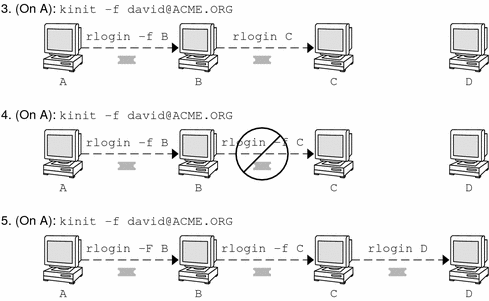 3. (On A): kinit -f david@ACME.ORG
rlogin -f B rlogin C
A B C D
4. (On A): kinit -f david@ACME.ORG
rlogin -f B rlogin -f C
A B C D
5. (On A): kinit -f david@ACME.ORG
rlogin -F B rlogin -f C rlogin D
A B C D